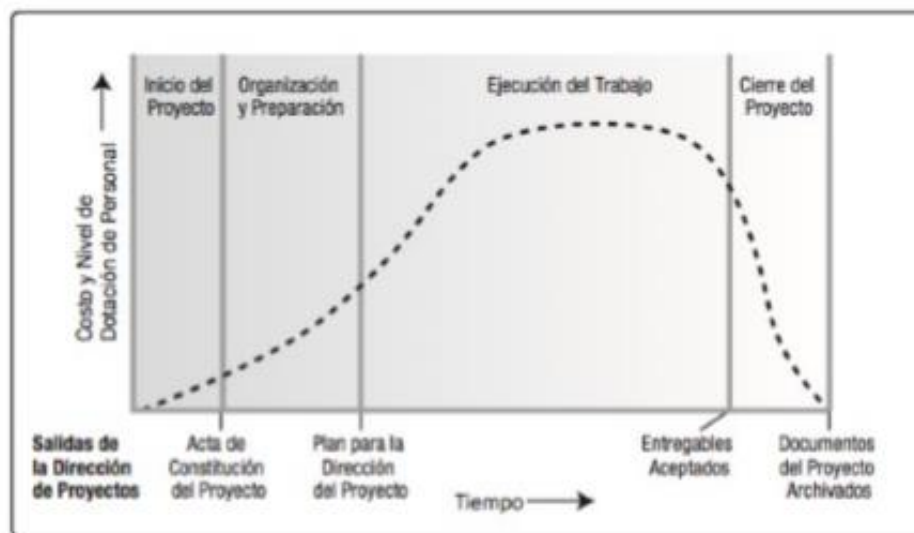 Inicio del
Proyecto
Organización
y Preparación
Ejecución del Trabajo
Cierre del
Proyecto
Costo y Nivel de
Dotación de Personal
Salidas de
la Dirección
de Proyectos
Acta de
Constitución
del Proyecto
Plan para la
Dirección
del Proyecto
Entregables
Aceptados
Documentos
del Proyecto
Archivados
Tiempo